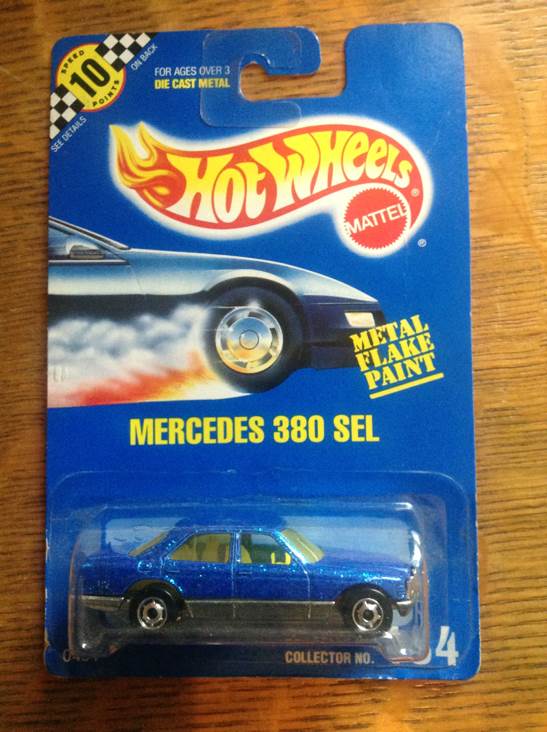 SPEED
10
POINTS
ON BACK
SEE DETAILS
FOR AGES OVER 3
DIE CAST METAL
HOT WHEELS®
MATTEL
®
METAL
FLAKE
PAINT
MERCEDES 380 SEL
COLLECTOR NO.